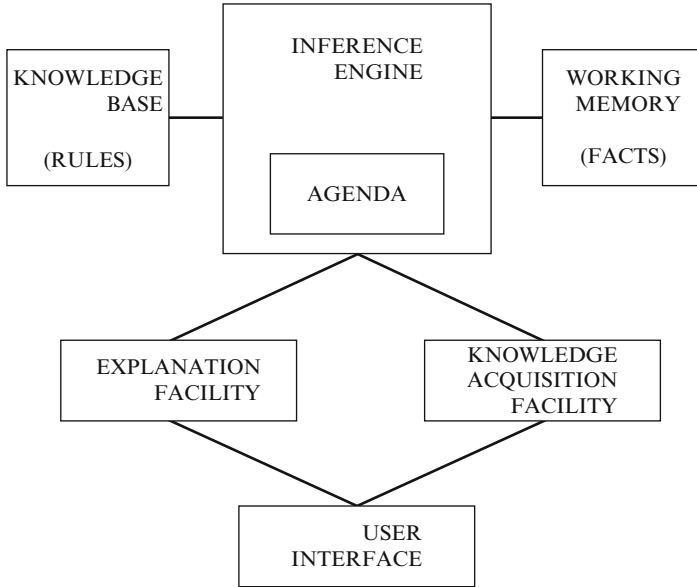 KNOWLEDGE
BASE
(RULES)
INFERENCE
ENGINE
AGENDA
WORKING
MEMORY
(FACTS)
EXPLANATION
FACILITY
KNOWLEDGE
ACQUISITION
FACILITY
USER
INTERFACE